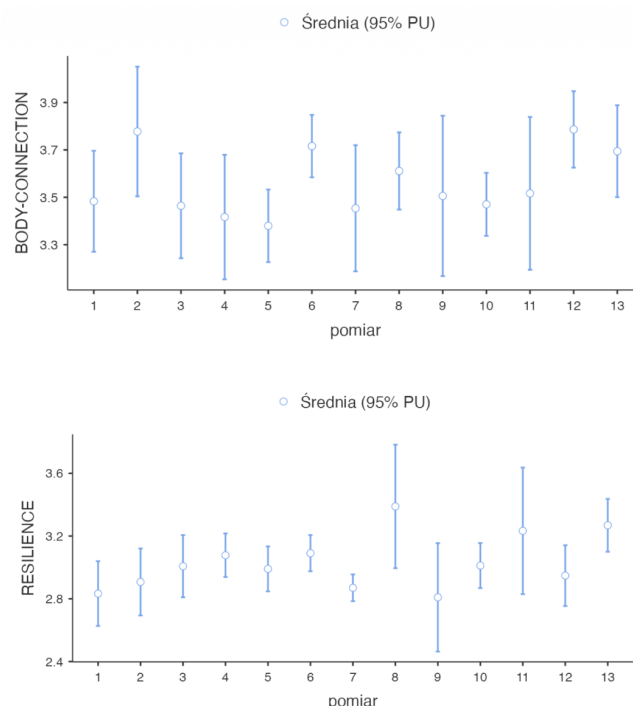 Średnia (95% PU)
3.9
3.7
3.5
3.3
BODY-CONNECTION
1 2 3 4 5 6 7 8 9 10 11 12 13
pomiar
Średnia (95% PU)
3.6
3.2
2.8
2.4
RESILIENCE
1 2 3 4 5 6 7 8 9 10 11 12 13
pomiar